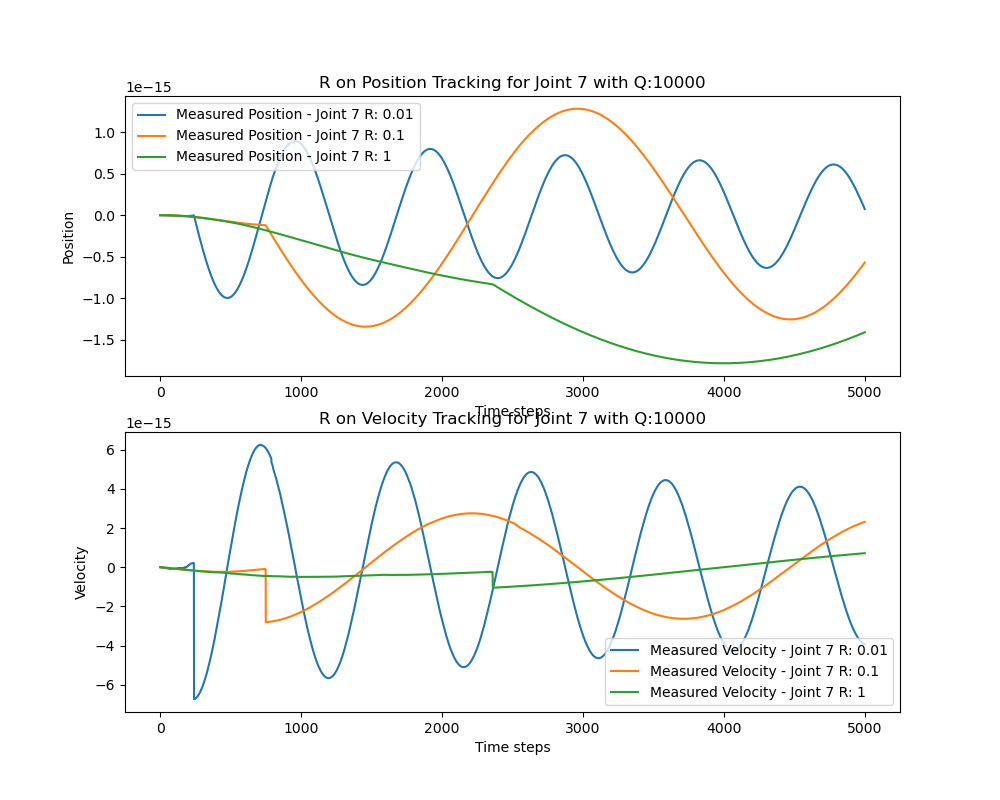 R on Position Tracking for Joint 7 with Q:10000
1e−15
Measured Position - Joint 7 R: 0.01
Measured Position - Joint 7 R: 0.1
Measured Position - Joint 7 R: 1
1.0
0.5
0.0
−0.5
−1.0
−1.5
Position
0 1000 2000 3000 4000 5000
Time steps
R on Velocity Tracking for Joint 7 with Q:10000
1e−15
6
4
2
0
−2
−4
−6
Velocity
Measured Velocity - Joint 7 R: 0.01
Measured Velocity - Joint 7 R: 0.1
Measured Velocity - Joint 7 R: 1
0 1000 2000 3000 4000 5000
Time steps